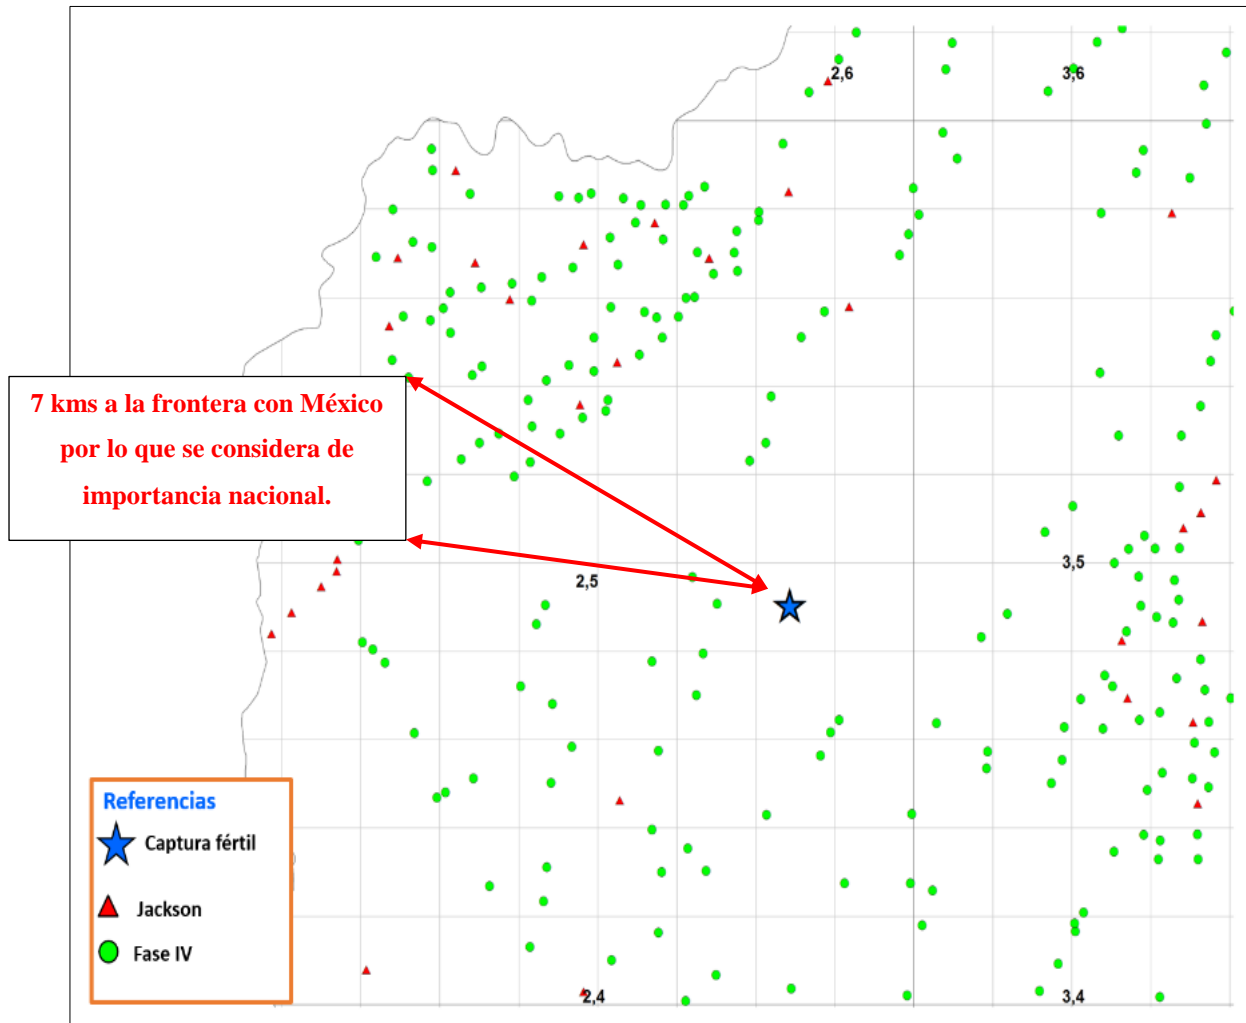 2,6
3,6
7 kms a la frontera con México
por lo que se considera de
importancia nacional.
2,5
3,5
Referencias
Captura fértil
Jackson
Fase IV
2,4
3,4